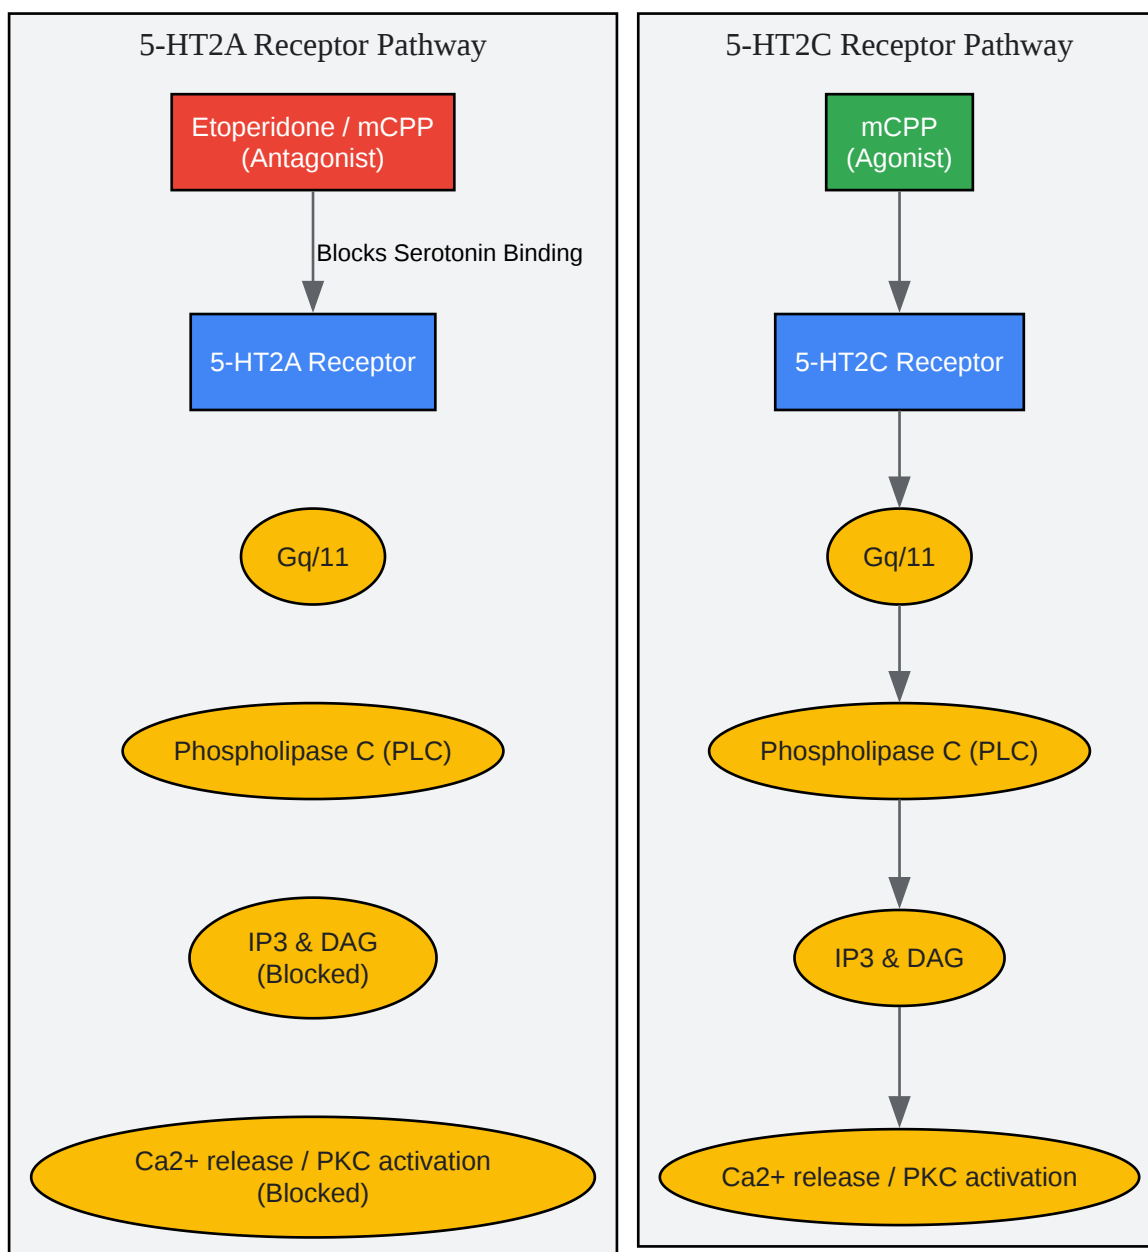 5-HT2A Receptor Pathway
Etoperidone / mCPP
(Antagonist)
Blocks Serotonin Binding
5-HT2A Receptor
Gq/11
Phospholipase C (PLC)
IP3 & DAG
(Blocked)
Ca2+ release / PKC activation
(Blocked)
5-HT2C Receptor Pathway
mCPP
(Agonist)
5-HT2C Receptor
Gq/11
Phospholipase C (PLC)
IP3 & DAG
Ca2+ release / PKC activation